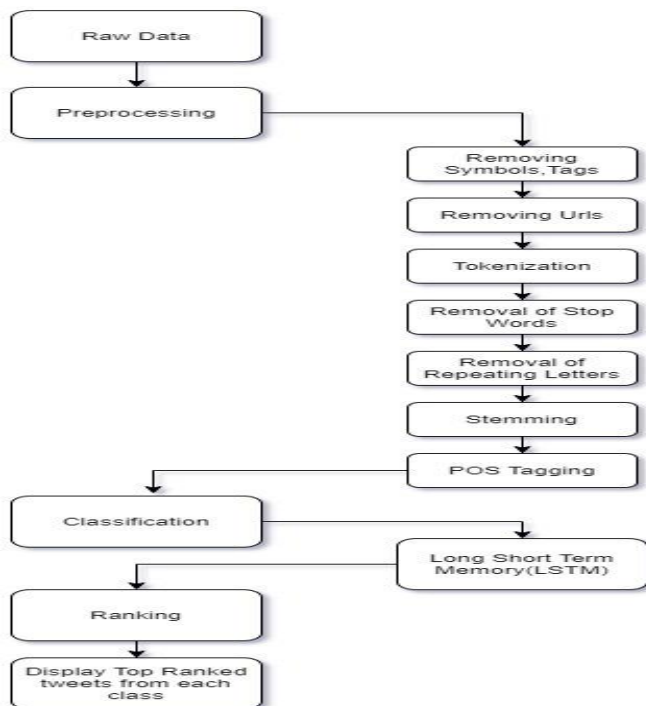 Raw Data
Preprocessing
Removing
Symbols,Tags
Removing Urls
Tokenization
Removal of Stop
Words
Removal of
Repeating Letters
Stemming
POS Tagging
Classification
Long Short Term
Memory(LSTM)
Ranking
Display Top Ranked
tweets from each
class